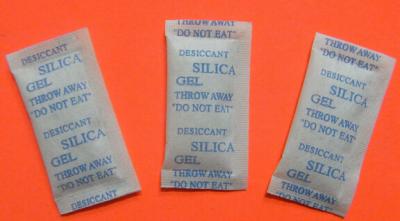 DESICCANT
SILICA
GEL
THROW AWAY
"DO NOT EAT"
DESICCANT
SILICA
GEL
THROW AWAY
"DO NOT EAT"
DESICCANT
THROW AWAY
"DO NOT EAT"
DESICCANT
SILICA
GEL
THROW AWAY
"DO NOT EAT"
DESICCANT
SILICA
GEL
THROW AWAY
"DO NOT EAT"
THROW AWAY
"DO NOT EAT"
DESICCANT
SILICA
GEL
THROW AWAY
"DO NOT EAT"
DESICCANT
SILICA
GEL
THROW AWAY
"DO NOT EAT"